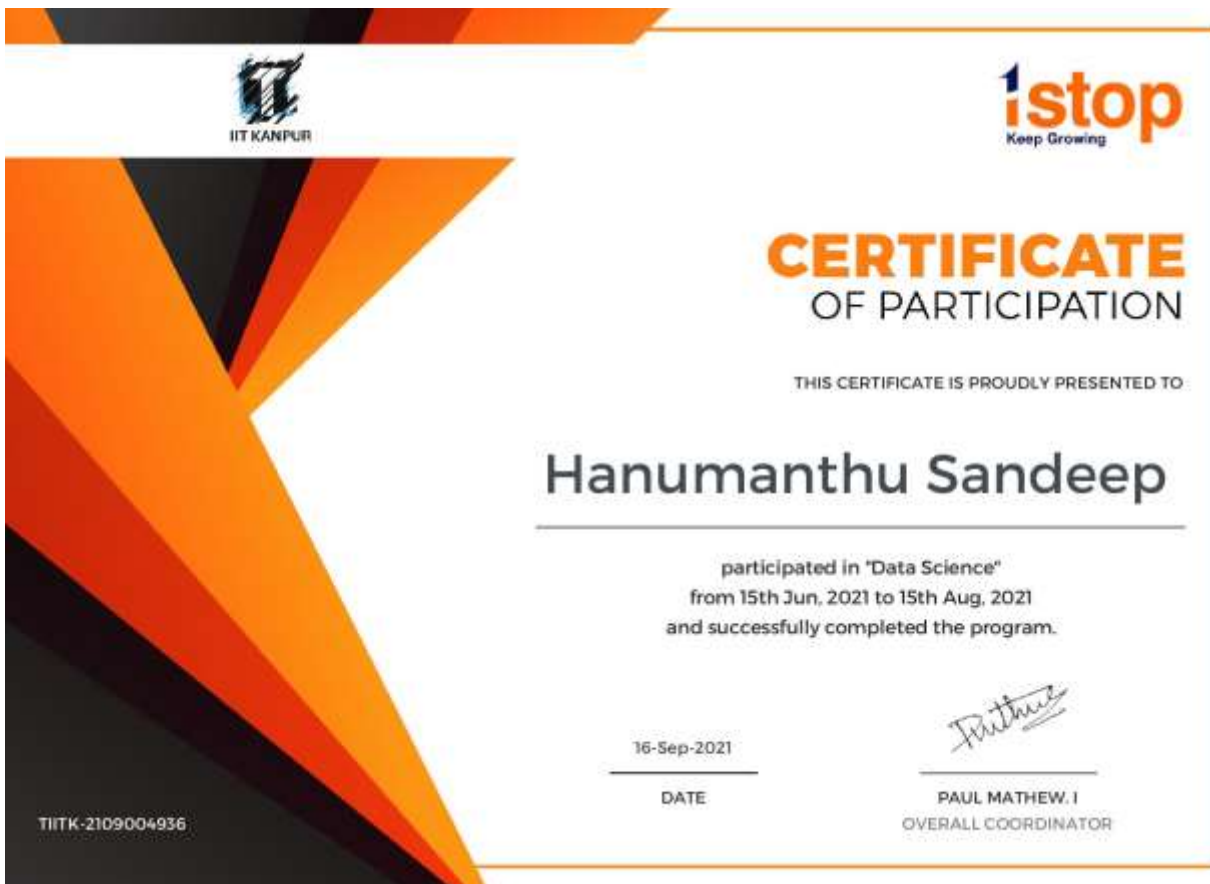 IIT KANPUR
1stop
Keep Growing
CERTIFICATE
OF PARTICIPATION
THIS CERTIFICATE IS PROUDLY PRESENTED TO
Hanumanthu Sandeep
participated in "Data Science"
from 15th Jun, 2021 to 15th Aug, 2021
and successfully completed the program.
16-Sep-2021
DATE
PAUL MATHEW. I
OVERALL COORDINATOR
TIITK-2109004936